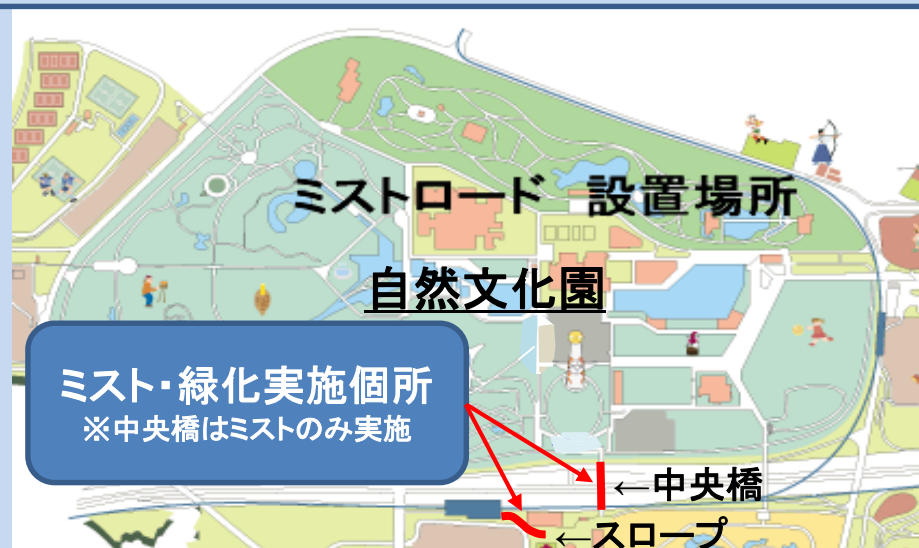 ミストロード　設置場所
自然文化園
ミスト・緑化実施個所
※中央橋はミストのみ実施
←中央橋
←スロープ